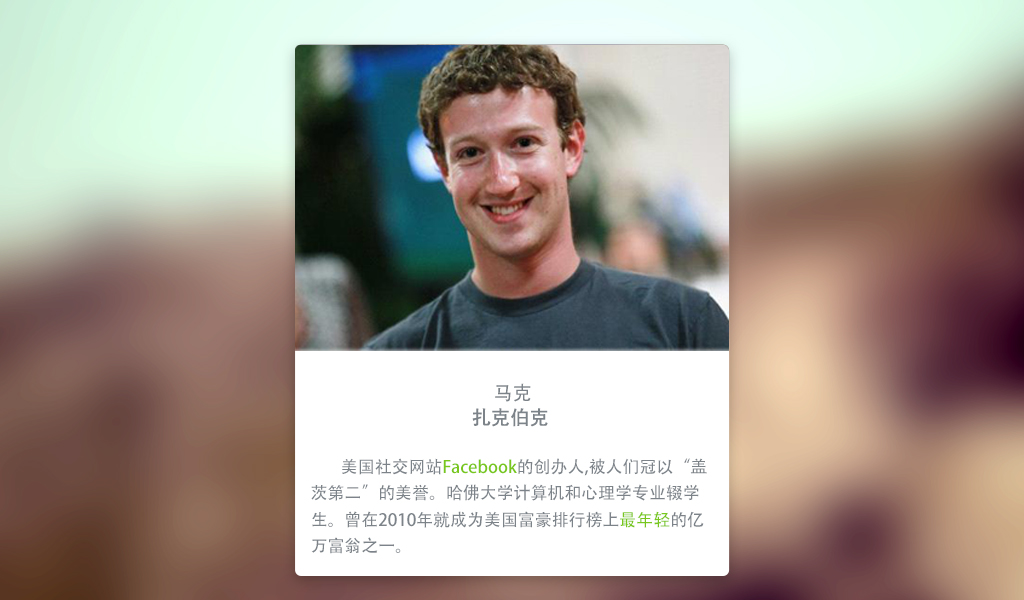 马克
扎克伯克
美国社交网站Facebook的创办人,被人们冠以“盖
茨第二”的美誉。哈佛大学计算机和心理学专业辍学
生。曾在2010年就成为美国富豪排行榜上最年轻的亿
万富翁之一。